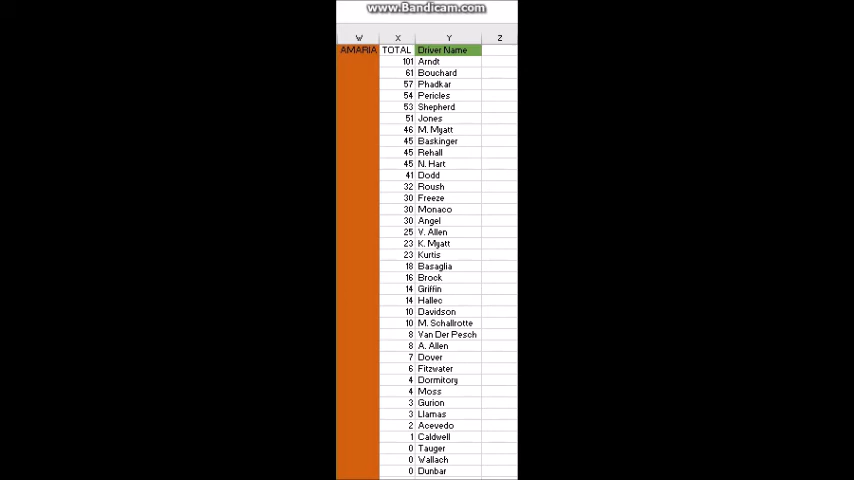 www.Bandicam.com
W X Y Z
AMARIA TOTAL Driver Name
101 Arndt
61 Bouchard
57 Phadkar
54 Pericles
53 Shepherd
51 Jones
46 M. Myatt
45 Baskinger
45 Rehall
45 N. Hart
41 Dodd
32 Roush
30 Freeze
30 Monaco
30 Angel
25 V. Allen
23 K. Myatt
23 Kurtis
18 Basaglia
16 Brock
14 Griffin
14 Hallec
10 Davidson
10 M. Schallrotte
8 Van Der Pesch
8 A. Allen
7 Dover
6 Fitzwater
4 Dormitory
4 Moss
3 Gurion
3 Llamas
2 Acevedo
1 Caldwell
0 Tauger
0 Wallach
0 Dunbar